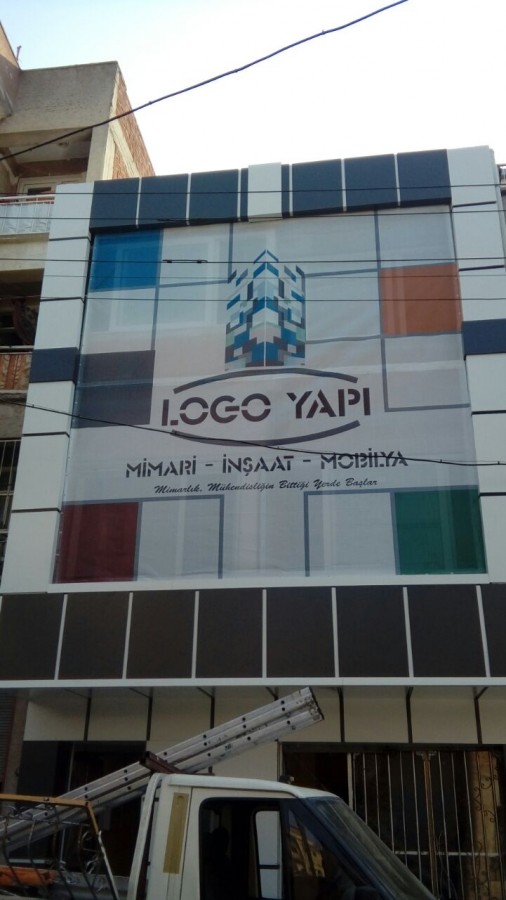 LOGO YAPI
MİMARİ - İNŞAAT - MOBİLYA
Mimarlık, Mühendisliğin Bittiği Yerde Başlar